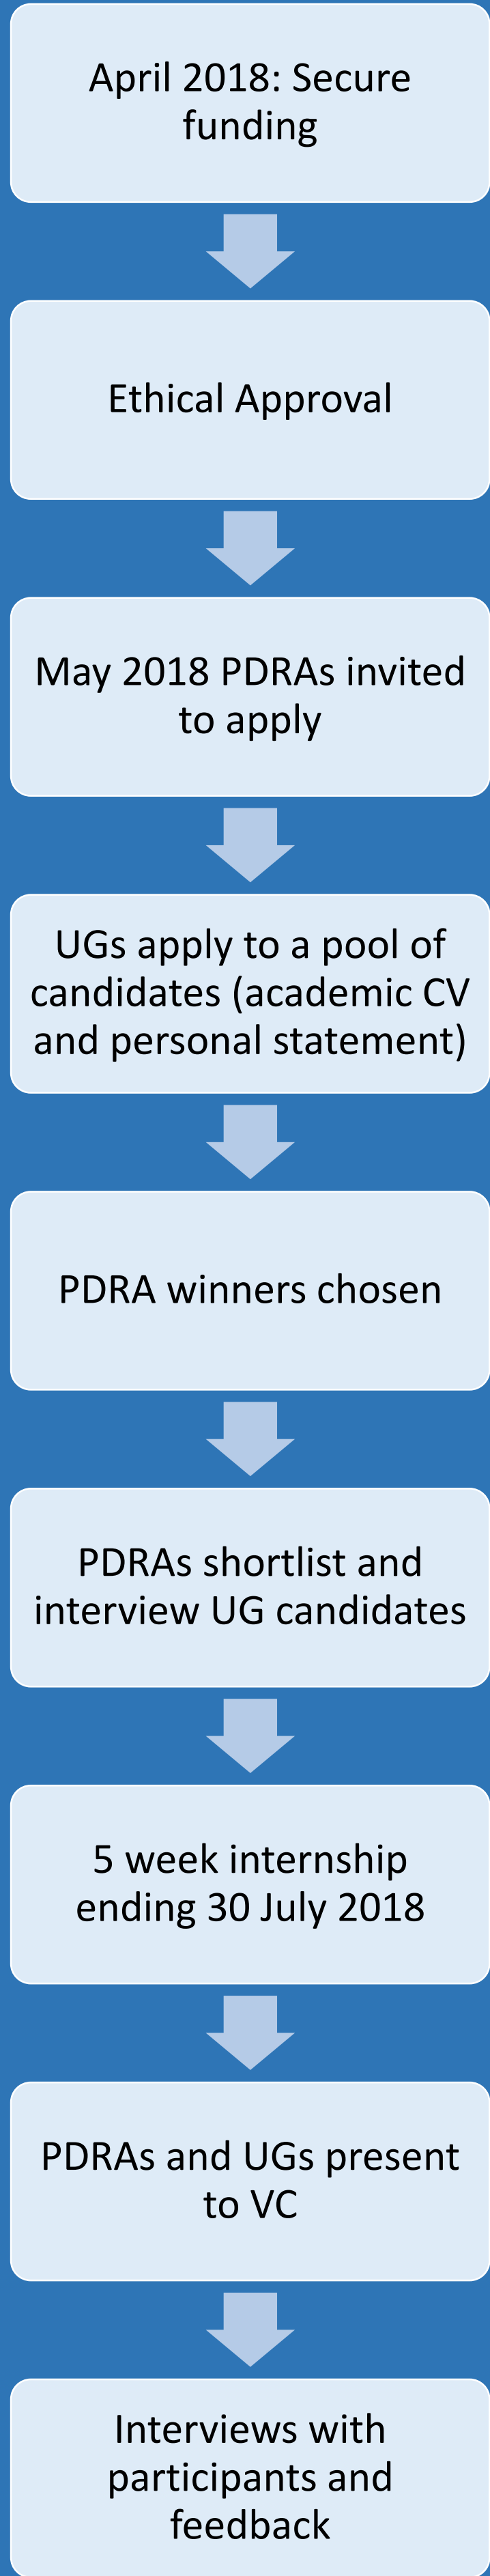 April 2018: Secure
funding
Ethical Approval
May 2018 PDRAs invited
to apply
UGs apply to a pool of
candidates (academic CV
and personal statement)
PDRA winners chosen
PDRAs shortlist and
interview UG candidates
5 week internship
ending 30 July 2018
PDRAs and UGs present
to VC
Interviews with
participants and
feedback